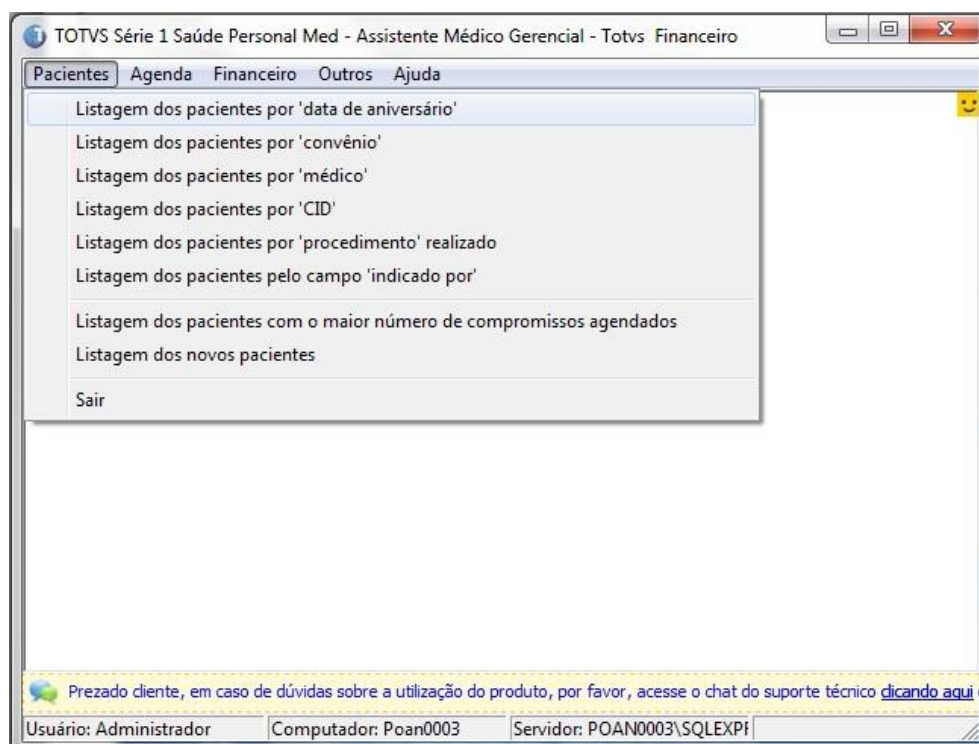 TOTVS Série 1 Saúde Personal Med - Assistente Médico Gerencial - Totvs Financeiro
Pacientes Agenda Financeiro Outros Ajuda
Listagem dos pacientes por 'data de aniversário'
Listagem dos pacientes por 'convênio'
Listagem dos pacientes por 'médico'
Listagem dos pacientes por 'CID'
Listagem dos pacientes por 'procedimento' realizado
Listagem dos pacientes pelo campo 'indicado por'
Listagem dos pacientes com o maior número de compromissos agendados
Listagem dos novos pacientes
Sair
Prezado cliente, em caso de dúvidas sobre a utilização do produto, por favor, acesse o chat do suporte técnico clicando aqui
Usuário: Administrador Computador: Poan0003 Servidor: POAN0003\SQLEXP